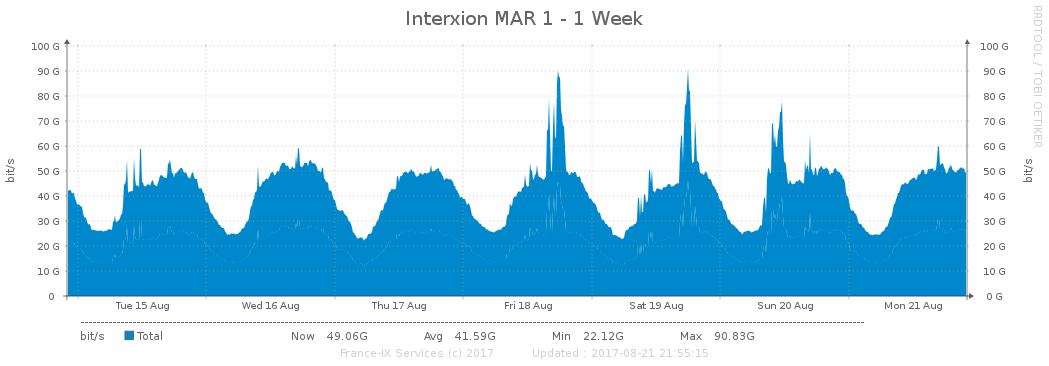 Interxion MAR 1 - 1 Week
RRDTOOL / TOBI OETIKER
bit/s
100 G
90 G
80 G
70 G
60 G
50 G
40 G
30 G
20 G
10 G
0
100 G
90 G
80 G
70 G
60 G
50 G
40 G
30 G
20 G
10 G
0 G
bit/s
Tue 15 Aug Wed 16 Aug Thu 17 Aug Fri 18 Aug Sat 19 Aug Sun 20 Aug Mon 21 Aug
bit/s Total Now 49.06G Avg 41.59G Min 22.12G Max 90.83G
France-IX Services (c) 2017 Updated : 2017-08-21 21:55:15